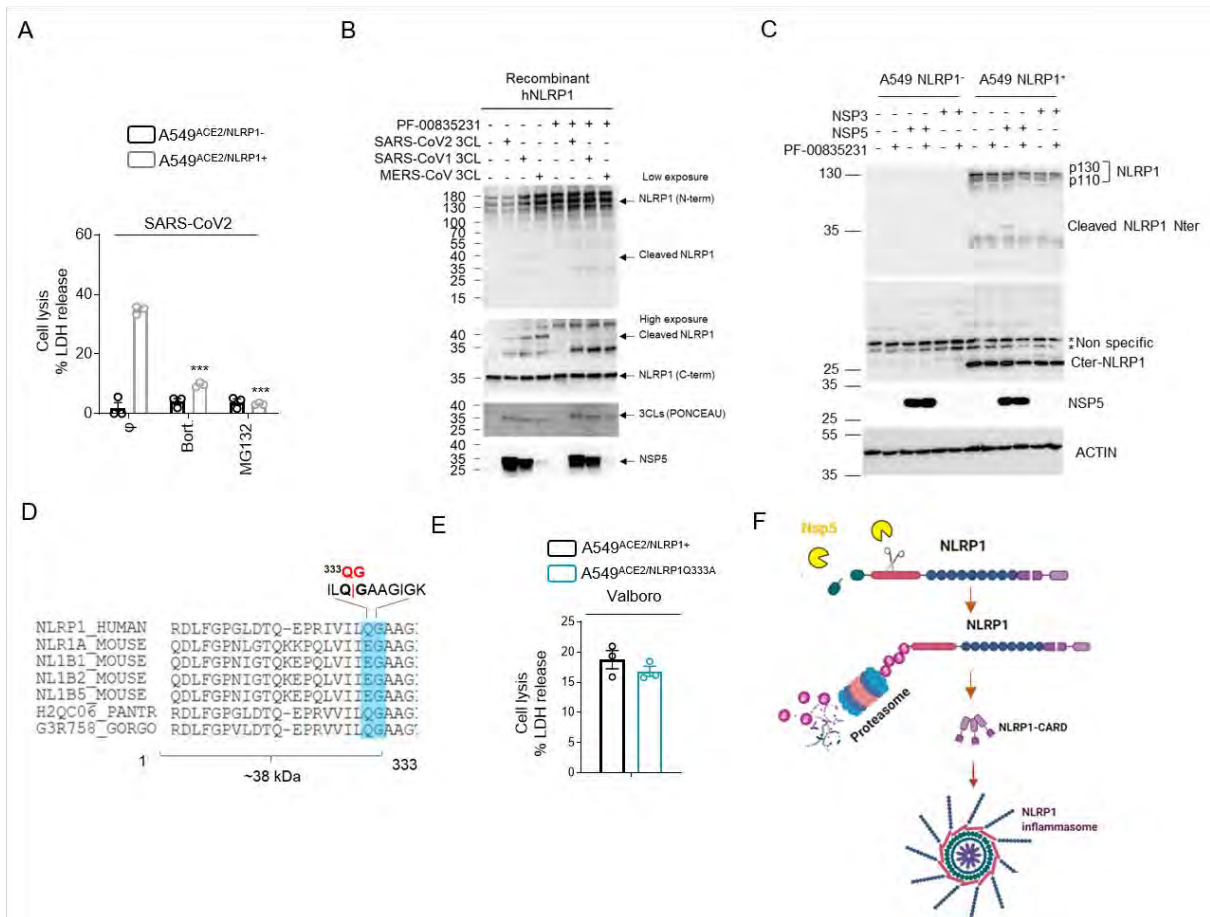 A
A549ACE2/NLRP1-
A549ACE2/NLRP1+
SARS-CoV2
Cell lysis
% LDH release
60
40
20
0
φ
Bort.
MG132
***
***
B
Recombinant
hNLRP1
PF-00835231 - - - - + + + + +
SARS-CoV2 3CL
SARS-CoV1 3CL
MERS-CoV 3CL
Low exposure
180
130
100
70
55
40
35
25
15
NLRP1 (N-term)
Cleaved NLRP1
High exposure
40
35
Cleaved NLRP1
35
NLRP1 (C-term)
40
35
25
3CLs (PONCEAU)
40
35
25
NSP5
C
A549 NLRP1-
A549 NLRP1+
NSP3
NSP5
PF-00835231
130
p130
p110
NLRP1
35
Cleaved NLRP1 Nter
*Non specific
*
25
Cter-NLRP1
35
25
NSP5
55
35
ACTIN
D
333QG
ILQ|GAAGIGK
NLRP1_HUMAN RDLFGPGLDTQ-EPRIVILQGAAG
NLR1A_MOUSE QDLFGPNLGTQKKPQLVIIEGAAG
NL1B1_MOUSE QDLFGPNIGTQKEPQLVIIEGAAG
NL1B2_MOUSE QDLFGPNIGTQKEPQLVIIEGAAG
NL1B5_MOUSE QDLFGPNIGTQKEPQLVIIEGAAG
H2QC06_PANTR RDLFGPGLDTQ-EPRVVILQGAAG
G3R758_GORGO RDLFGPVLDTQ-EPRIVILQGAAG
1
333
~38 kDa
E
A549ACE2/NLRP1+
A549ACE2/NLRP1Q333A
Valboro
Cell lysis
% LDH release
25
20
15
10
5
0
F
Nsp5
NLRP1
NLRP1
Proteasome
NLRP1-CARD
NLRP1
inflammasome